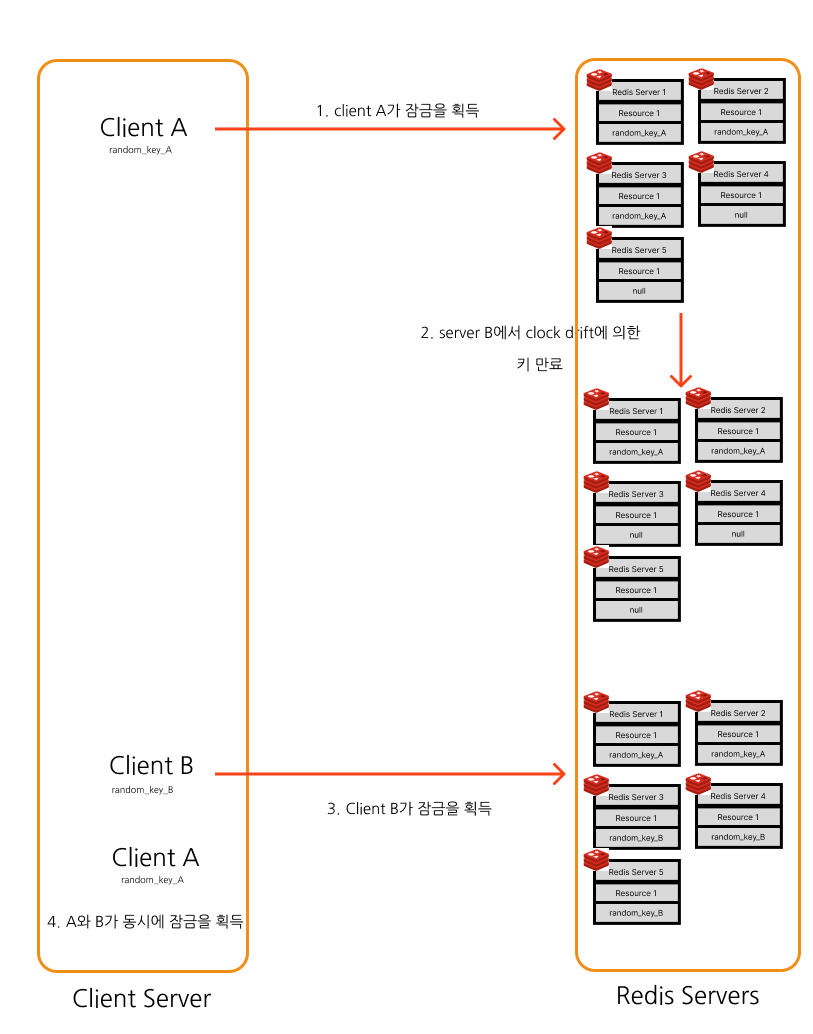 Client A
random_key_A
1. client A가 잠금을 획득
Redis Server 1
Resource 1
random_key_A
Redis Server 2
Resource 1
random_key_A
Redis Server 3
Resource 1
random_key_A
Redis Server 4
Resource 1
null
Redis Server 5
Resource 1
null
2. server B에서 clock drift에 의한
키 만료
Redis Server 1
Resource 1
random_key_A
Redis Server 2
Resource 1
random_key_A
Redis Server 3
Resource 1
null
Redis Server 4
Resource 1
null
Redis Server 5
Resource 1
null
Client B
random_key_B
3. Client B가 잠금을 획득
Redis Server 1
Resource 1
random_key_A
Redis Server 2
Resource 1
random_key_A
Redis Server 3
Resource 1
random_key_B
Redis Server 4
Resource 1
random_key_B
Redis Server 5
Resource 1
random_key_B
Client A
random_key_A
4. A와 B가 동시에 잠금을 획득
Client Server
Redis Servers